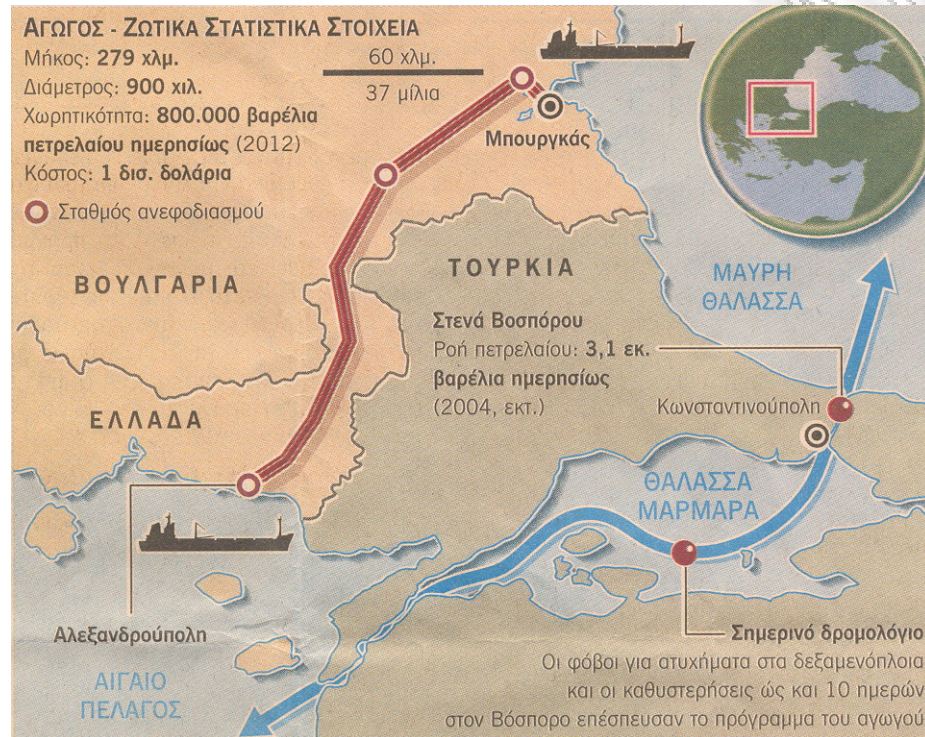 ΑΓΩΓΟΣ - ΖΩΤΙΚΑ ΣΤΑΤΙΣΤΙΚΑ ΣΤΟΙΧΕΙΑ
Μήκος: 279 χλμ.
Διάμετρος: 900 χιλ.
Χωρητικότητα: 800.000 βαρέλια
πετρελαίου ημερησίως (2012)
Κόστος: 1 δισ. δολάρια
Σταθμός ανεφοδιασμού
60 χλμ.
37 μίλια
Μπουργκάς
ΒΟΥΛΓΑΡΙΑ
ΤΟΥΡΚΙΑ
ΜΑΥΡΗ
ΘΑΛΑΣΣΑ
Στενά Βοσπόρου
Ροή πετρελαίου: 3,1 εκ.
βαρέλια ημερησίως
(2004, εκτ.)
Κωνσταντινούπολη
ΕΛΛΑΔΑ
ΘΑΛΑΣΣΑ
ΜΑΡΜΑΡΑ
Αλεξανδρούπολη
ΑΙΓΑΙΟ
ΠΕΛΑΓΟΣ
Σημερινό δρομολόγιο
Οι φόβοι για ατυχήματα στα δεξαμενόπλοια
και οι καθυστερήσεις ώς και 10 ημερών
στον Βόσπορο επέσπευσαν το πρόγραμμα του αγωγού